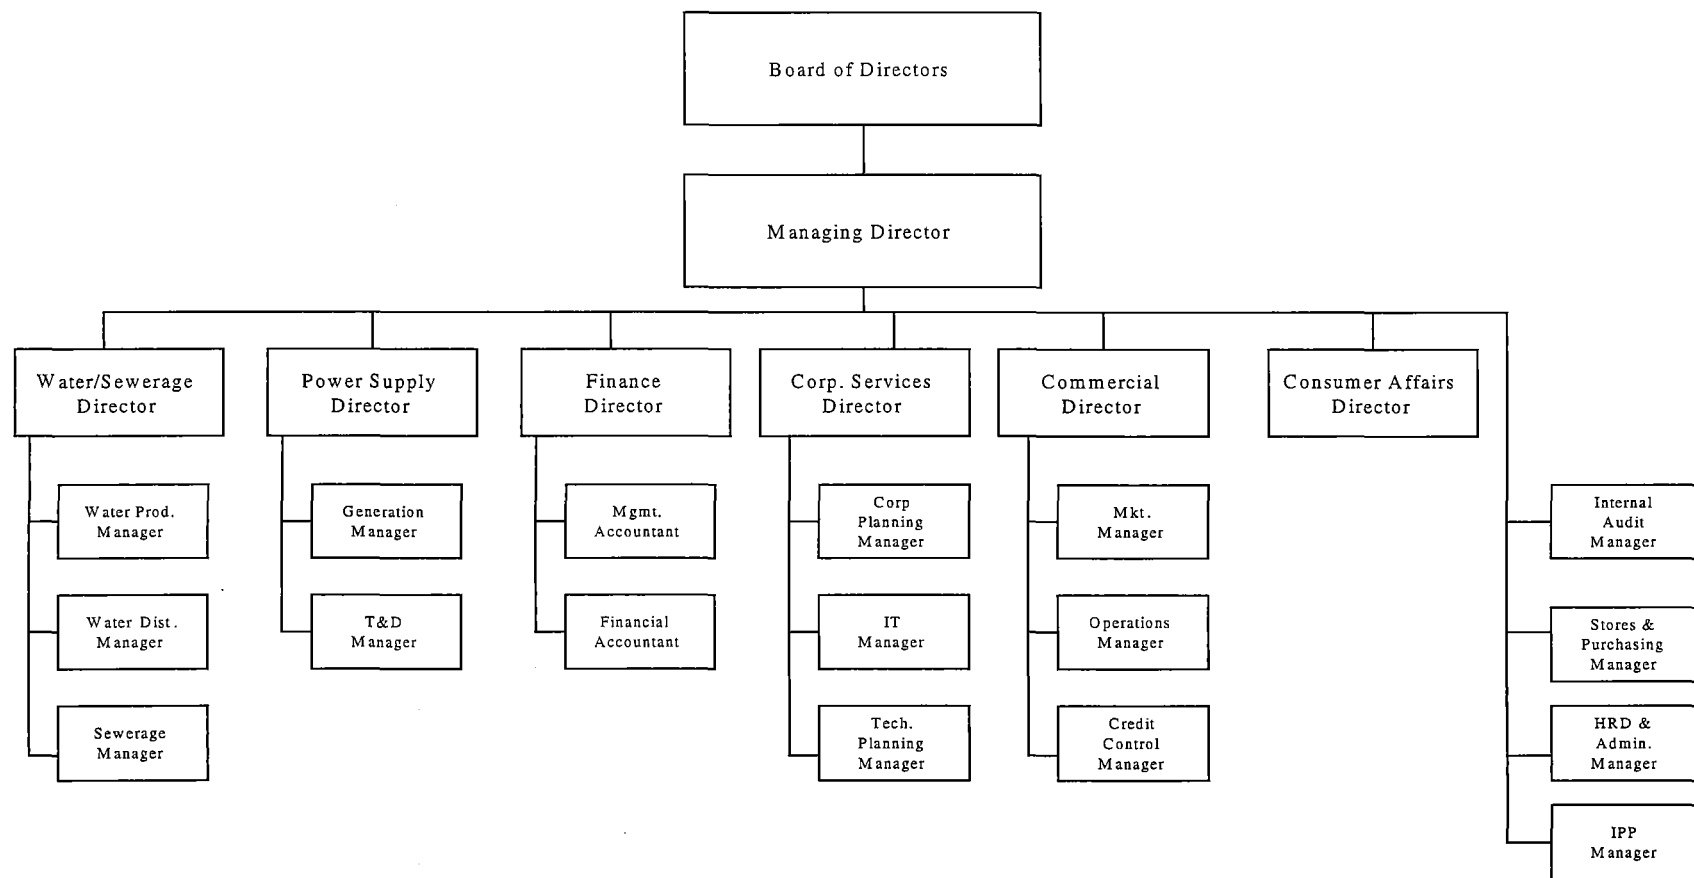 Board of Directors
Managing Director
Water/Sewerage
Director
Power Supply
Director
Finance
Director
Corp. Services
Director
Commercial
Director
Consumer Affairs
Director
Water Prod.
Manager
Water Dist.
Manager
Sewerage
Manager
Generation
Manager
T&D
Manager
Mgmt.
Accountant
Financial
Accountant
Corp
Planning
Manager
IT
Manager
Tech.
Planning
Manager
Mkt.
Manager
Operations
Manager
Credit
Control
Manager
Internal
Audit
Manager
Stores &
Purchasing
Manager
HRD &
Admin.
Manager
IPP
Manager